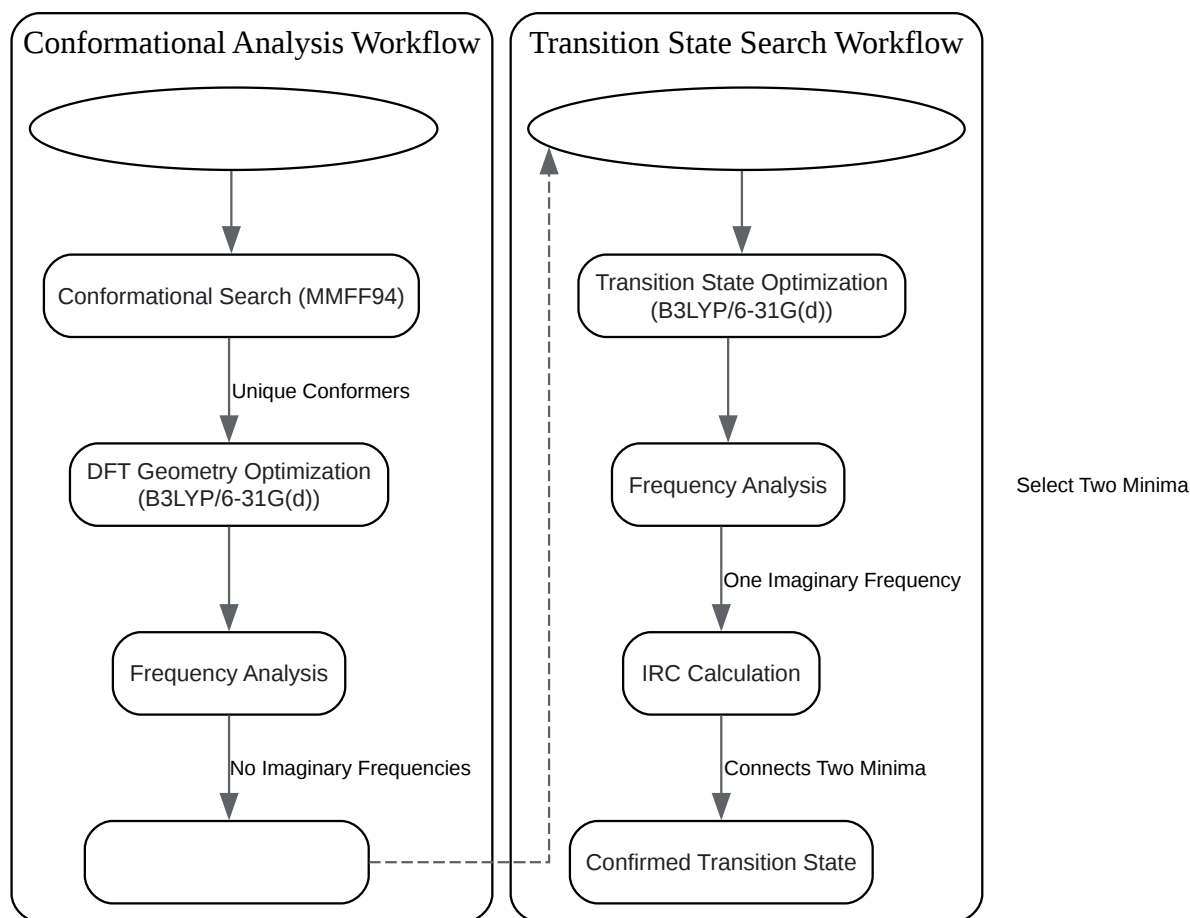 Conformational Analysis Workflow
Conformational Search (MMFF94)
Unique Conformers
DFT Geometry Optimization
(B3LYP/6-31G(d))
Frequency Analysis
No Imaginary Frequencies
Transition State Search Workflow
Transition State Optimization
(B3LYP/6-31G(d))
Frequency Analysis
One Imaginary Frequency
IRC Calculation
Connects Two Minima
Confirmed Transition State
Select Two Minima